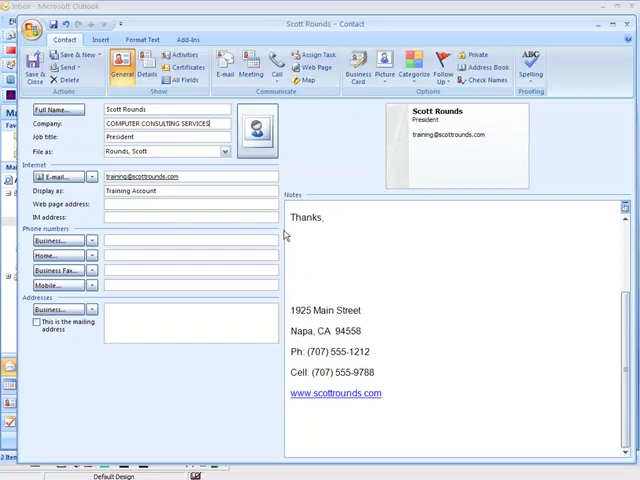 Inbox - Microsoft Outlook
Scott Rounds - Contact
Contact Insert Format Text Add-Ins
Save & Close
Save & New
Send
Delete
Actions
General
Details
Activities
Certificates
All Fields
Show
E-mail
Meeting
Call
Assign Task
Web Page
Map
Communicate
Business Card
Picture
Categorize
Follow Up
Private
Address Book
Check Names
Options
Spelling
Proofing
Full Name... Scott Rounds
Company: COMPUTER CONSULTING SERVICES
Job title: President
File as: Rounds, Scott
Internet
E-mail... training@scottrounds.com
Display as: Training Account
Web page address:
IM address:
Phone numbers
Business...
Home...
Business Fax...
Mobile...
Addresses
Business...
This is the mailing
address
Scott Rounds
President
training@scottrounds.com
Notes
Thanks,
1925 Main Street
Napa, CA 94558
Ph: (707) 555-1212
Cell: (707) 555-9788
www.scottrounds.com
Default Design